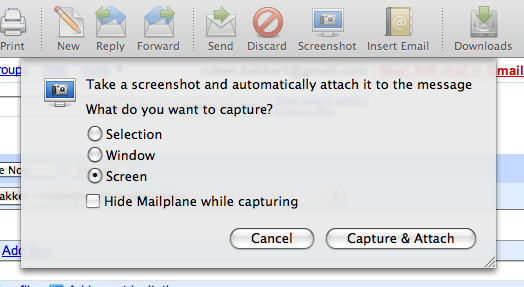 Print New Reply Forward Send Discard Screenshot Insert Email Downloads
Take a screenshot and automatically attach it to the message
What do you want to capture?
Selection
Window
Screen
Hide Mailplane while capturing
Cancel Capture & Attach
Add